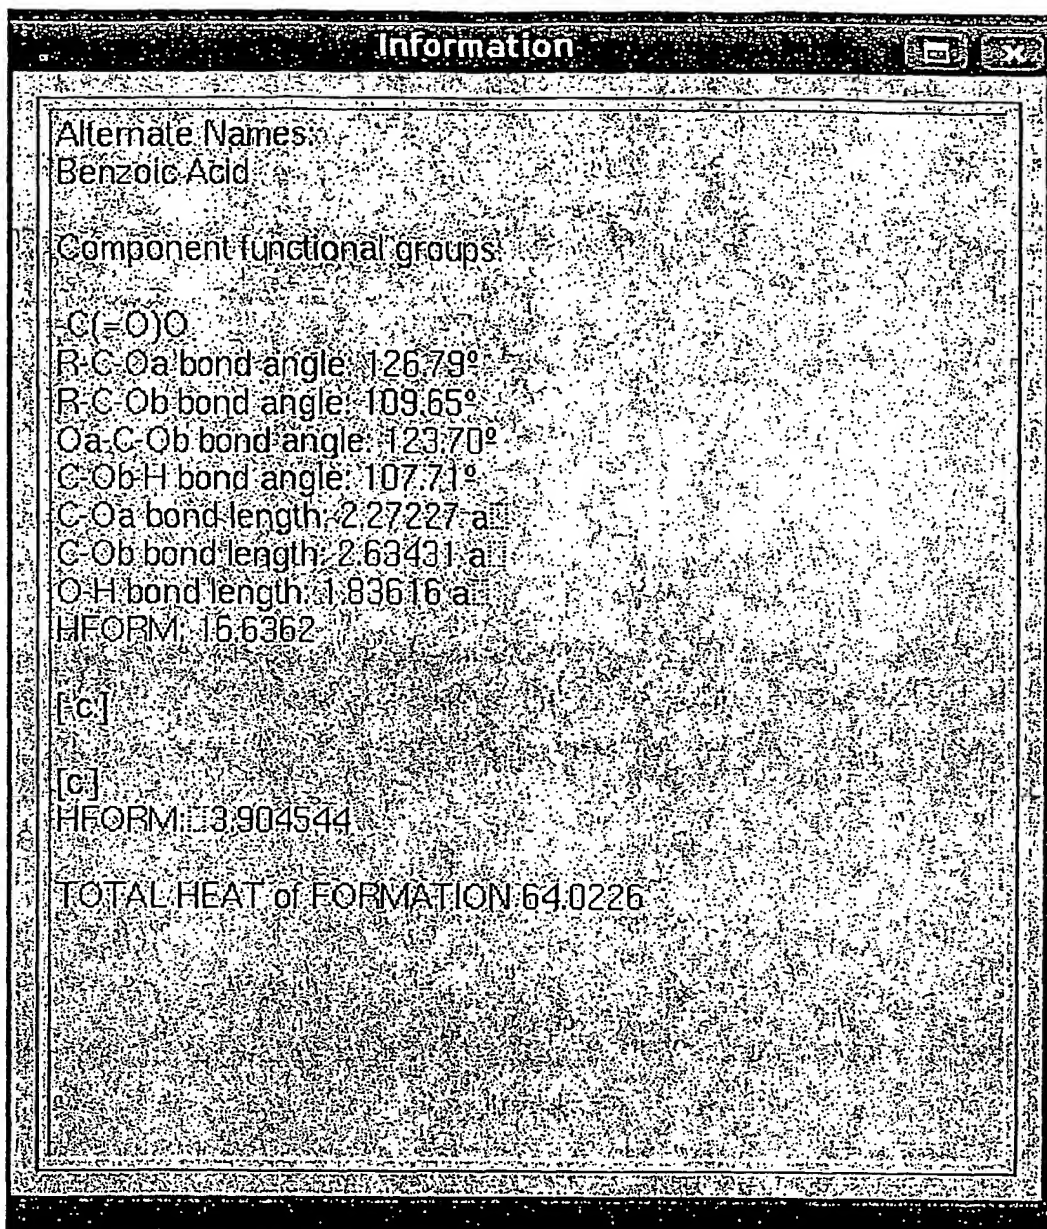 Information
Alternate Names:
Benzoic Acid
Component functional groups:
-C(=O)O
R-C-Oa bond angle: 126.79º
R-C-Ob bond angle: 109.65º
Oa-C-Ob bond angle: 123.70º
C-Ob-H bond angle: 107.71º
C-Oa bond length: 2.27227 a□
C-Ob bond length: 2.63431 a□
O-H bond length: 1.83616 a□
HFORM: 16.6362
[-c:]
[c:]
HFORM:□3.904544
TOTAL HEAT of FORMATION 64.0226